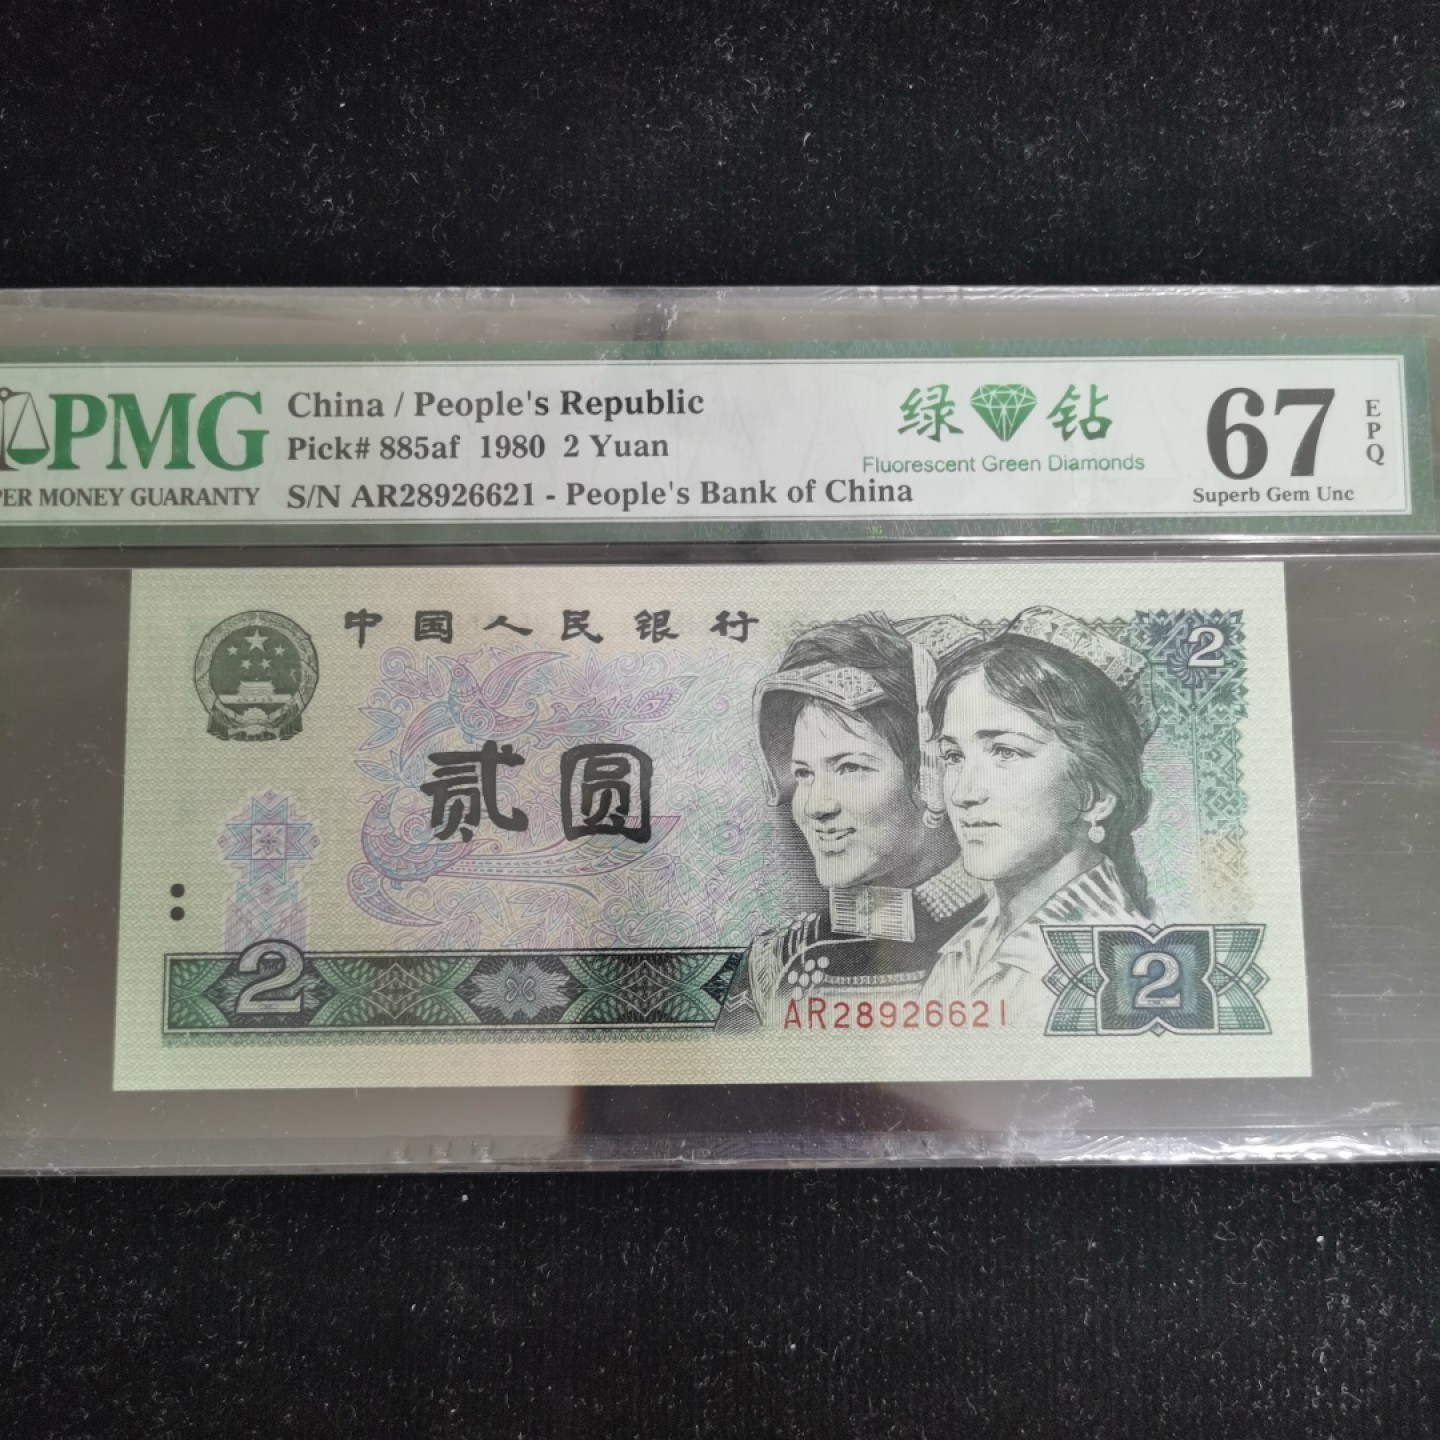 PMG
PER MONEY GUARANTY
China / People's Republic
Pick# 885af 1980 2 Yuan
S/N AR28926621 - People's Bank of China
绿钻
Fluorescent Green Diamonds
67
EPQ
Superb Gem Unc
中国人民银行
2
贰圆
2
2
AR28926621